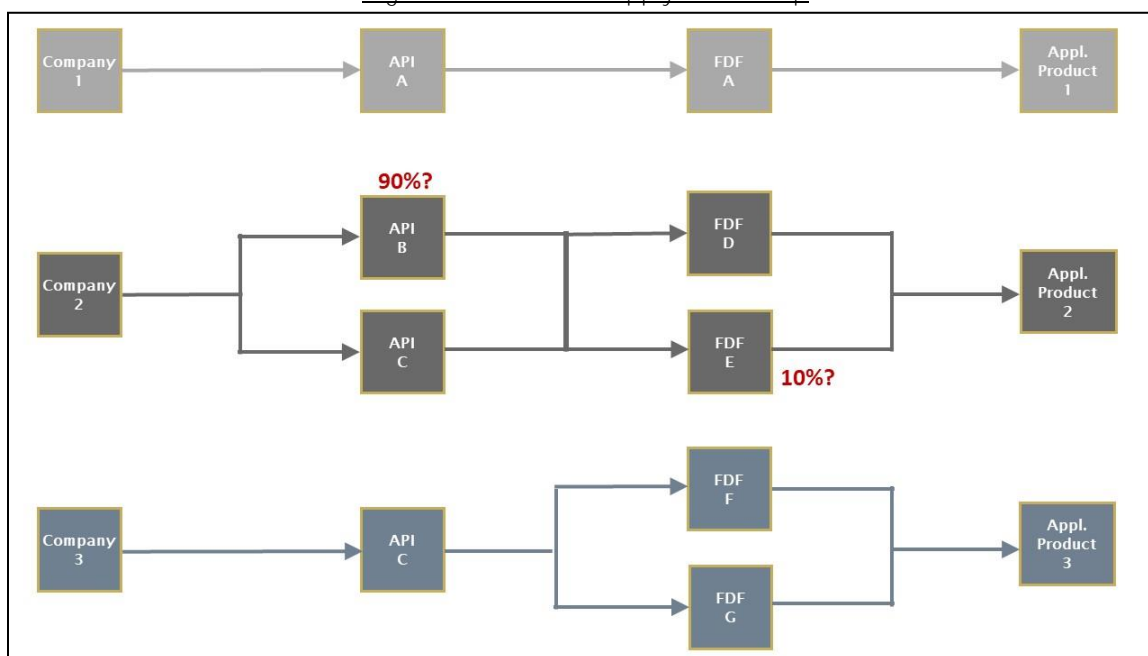 Company
1
API
A
FDF
A
Appl.
Product
1
90%?
Company
2
API
B
API
C
FDF
D
FDF
E
10%?
Appl.
Product
2
Company
3
API
C
FDF
F
FDF
G
Appl.
Product
3